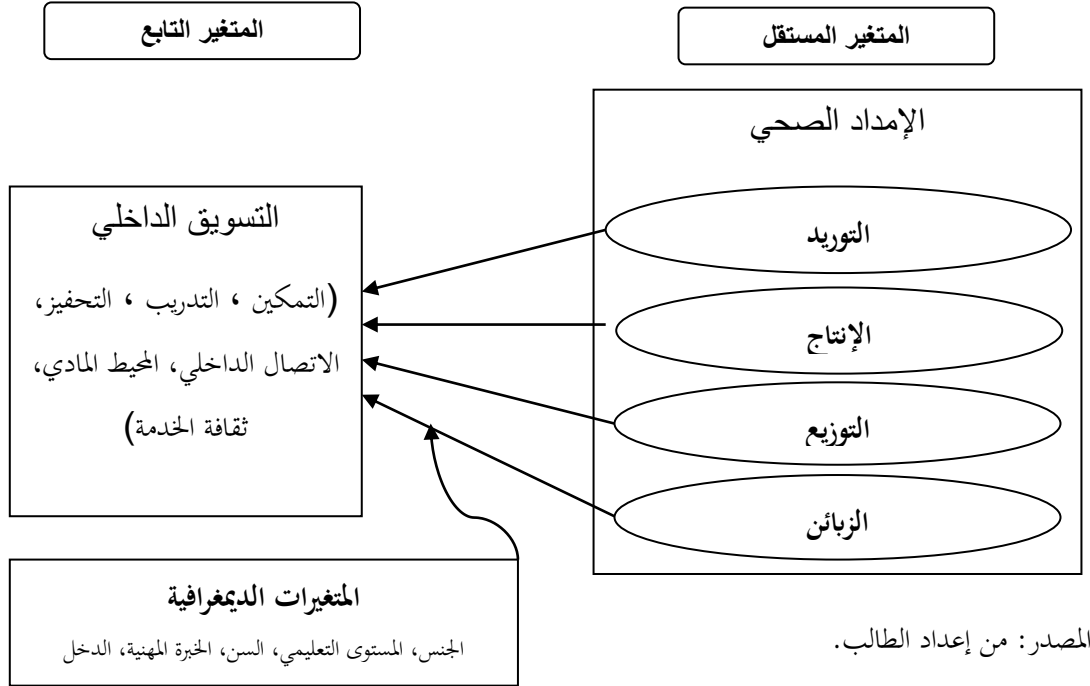 المتغير المستقل
المتغير التابع
الإمداد الصحي
التوريد
الإنتاج
التوزيع
الزبائن
التسويق الداخلي
(التمكين ، التدريب ، التحفيز،
الاتصال الداخلي، المحيط المادي،
ثقافة الخدمة)
المتغيرات الديمغرافية
الجنس، المستوى التعليمي، السن، الخبرة المهنية، الدخل
المصدر: من إعداد الطالب.